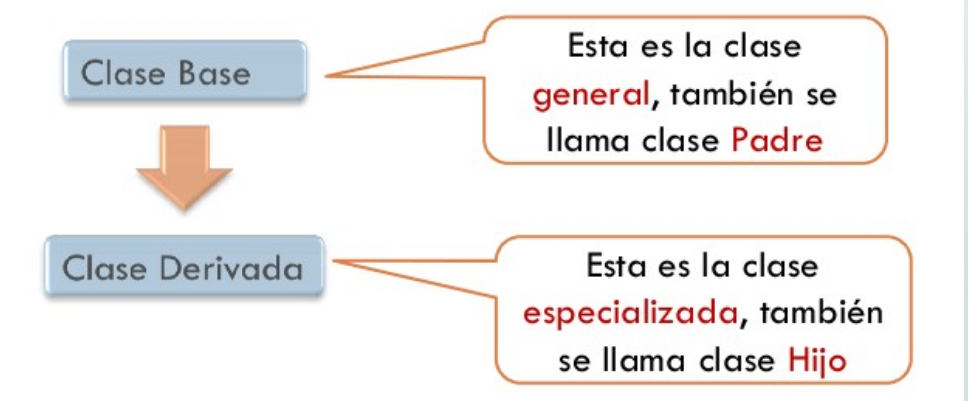 Clase Base
Esta es la clase
general, también se
llama clase Padre
Clase Derivada
Esta es la clase
especializada, también
se llama clase Hijo